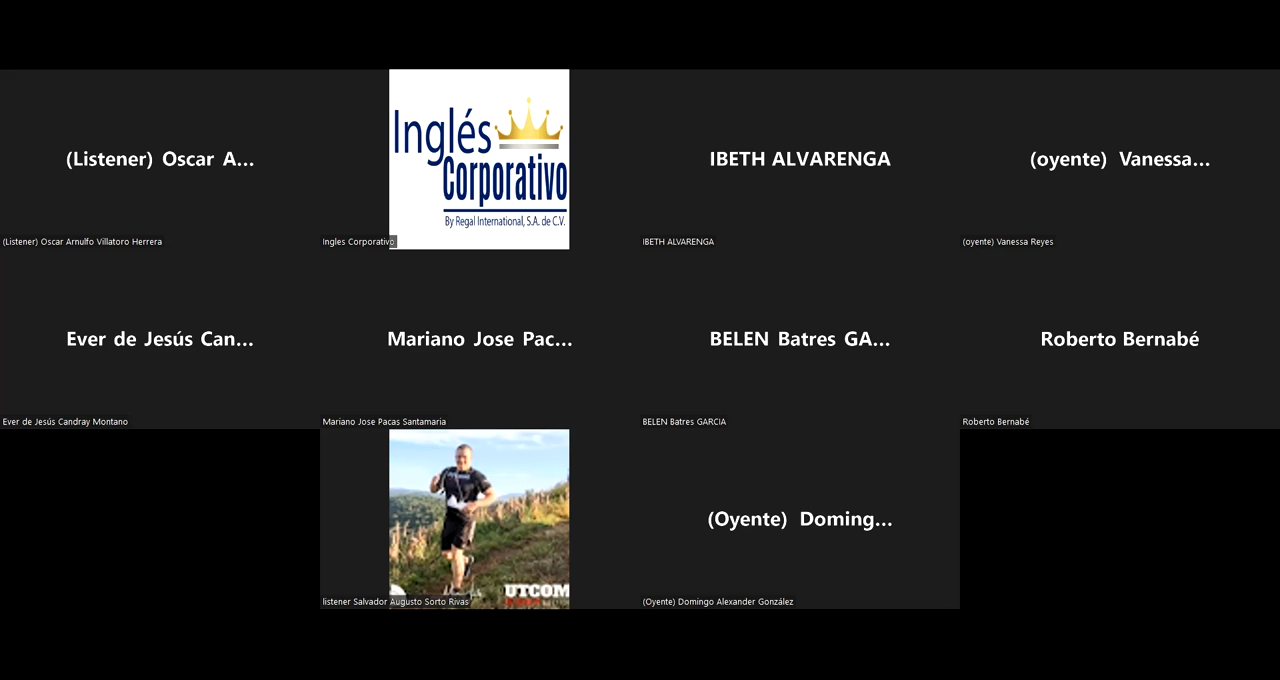 (Listener) Oscar A...
Inglés
Corporativo
By Regal International, S.A. de C.V.
IBETH ALVARENGA
(oyente) Vanessa...
(Listener) Oscar Arnulfo Villatoro Herrera
Ingles Corporativo
IBETH ALVARENGA
(oyente) Vanessa Reyes
Ever de Jesús Can...
Mariano Jose Pac...
BELEN Batres GA...
Roberto Bernabé
Ever de Jesús Candray Montano
Mariano Jose Pacas Santamaria
BELEN Batres GARCIA
Roberto Bernabé
(Oyente) Doming...
UTCOM
listener Salvador Augusto Sorto Rivas
(Oyente) Domingo Alexander González